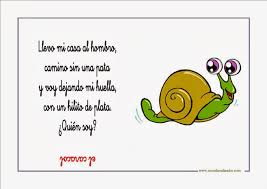 Llevo mi casa al hombro,
camino sin una pata
y voy dejando mi huella,
con un hilito de plata.
¿Quién soy?
el caracol